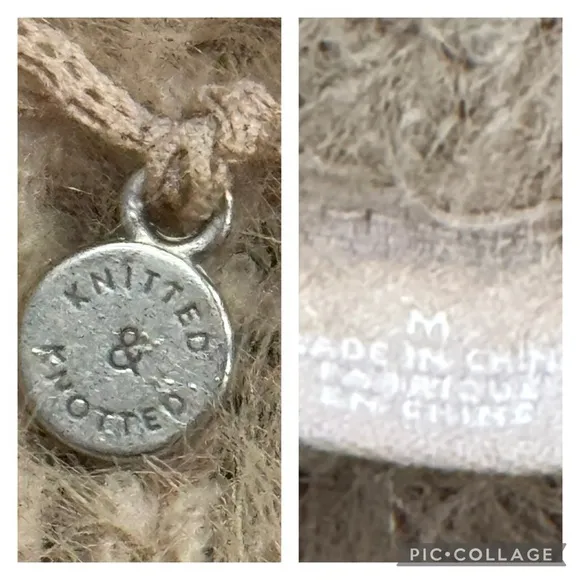 KNITTED
&
KNOTTED
M
MADE IN CHINA
FABRIQUÉ
EN CHINE
PIC•COLLAGE